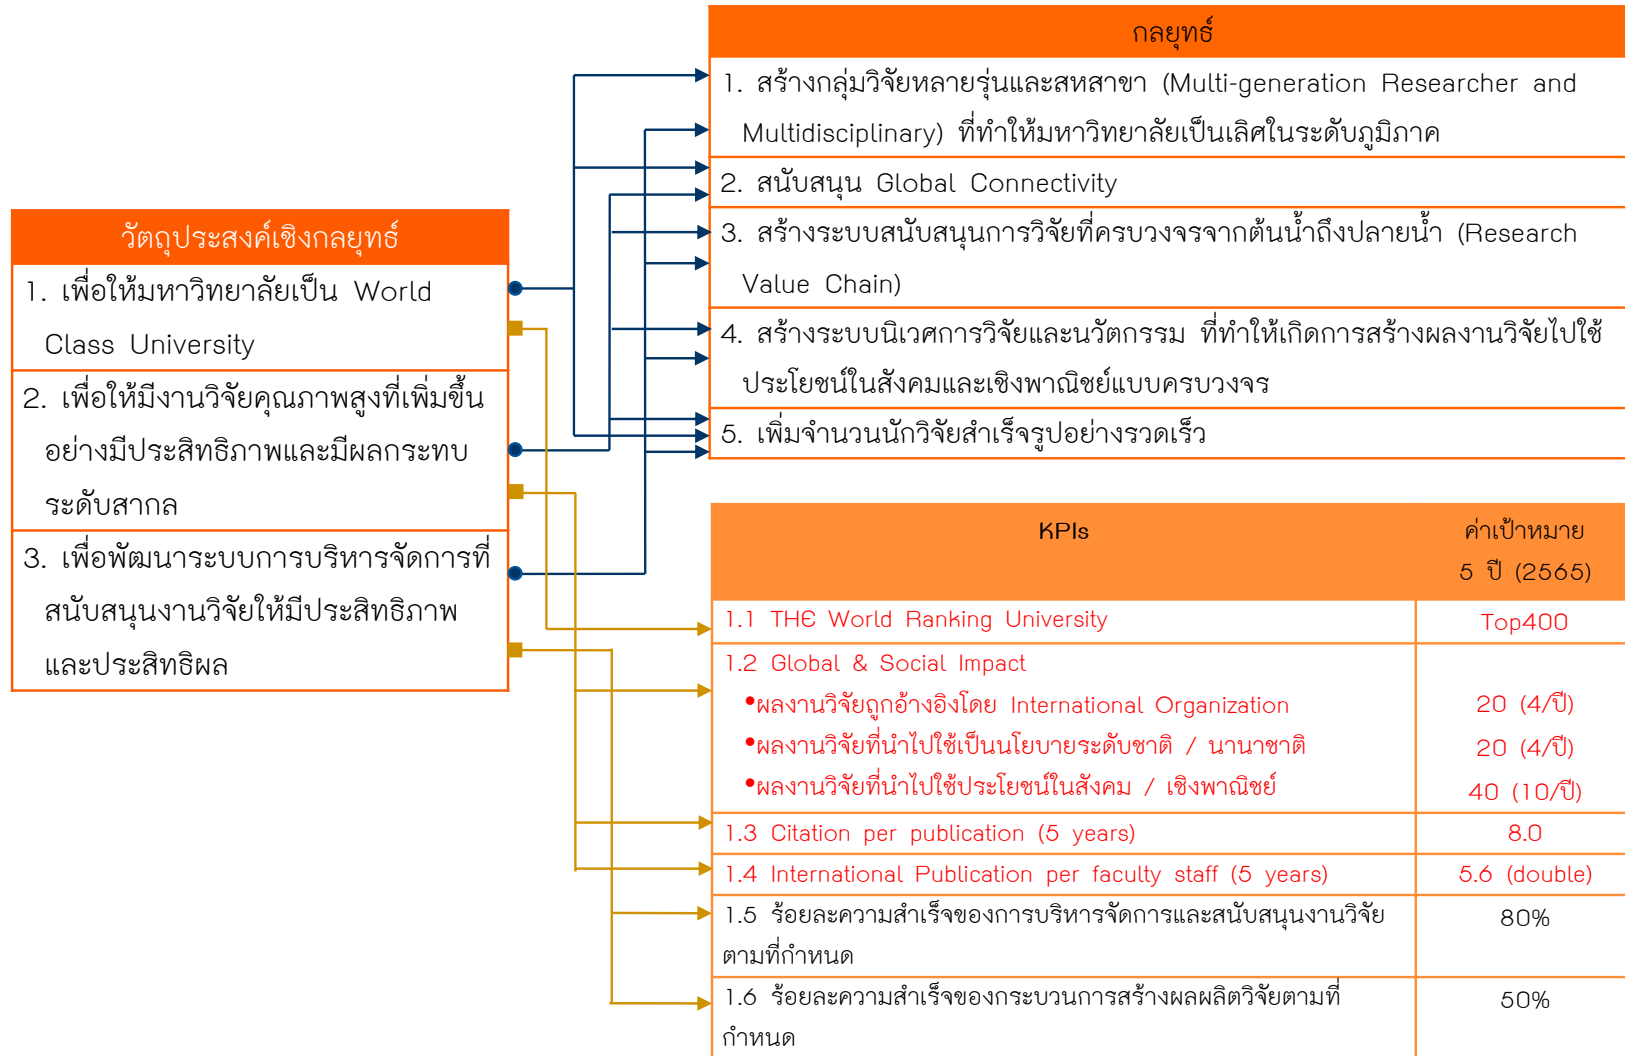 กลยุทธ์
1. สร้างกลุ่มวิจัยหลายรุ่นและสหสาขา (Multi-generation Researcher and
Multidisciplinary) ที่ทำให้มหาวิทยาลัยเป็นเลิศในระดับภูมิภาค
2. สนับสนุน Global Connectivity
3. สร้างระบบสนับสนุนการวิจัยที่ครบวงจรจากต้นน้ำถึงปลายน้ำ (Research
Value Chain)
4. สร้างระบบนิเวศการวิจัยและนวัตกรรม ที่ทำให้เกิดการสร้างผลงานวิจัยไปใช้
ประโยชน์ในสังคมและเชิงพาณิชย์แบบครบวงจร
5. เพิ่มจำนวนนักวิจัยสำเร็จรูปอย่างรวดเร็ว
วัตถุประสงค์เชิงกลยุทธ์
1. เพื่อให้มหาวิทยาลัยเป็น World
Class University
2. เพื่อให้มีงานวิจัยคุณภาพสูงที่เพิ่มขึ้น
อย่างมีประสิทธิภาพและมีผลกระทบ
ระดับสากล
3. เพื่อพัฒนาระบบการบริหารจัดการที่
สนับสนุนงานวิจัยให้มีประสิทธิภาพ
และประสิทธิผล
KPIs ค่าเป้าหมาย
5 ปี (2565)
1.1 THE World Ranking University Top400
1.2 Global & Social Impact
•ผลงานวิจัยถูกอ้างอิงโดย International Organization 20 (4/ปี)
•ผลงานวิจัยที่นำไปใช้เป็นนโยบายระดับชาติ / นานาชาติ 20 (4/ปี)
•ผลงานวิจัยที่นำไปใช้ประโยชน์ในสังคม / เชิงพาณิชย์ 40 (10/ปี)
1.3 Citation per publication (5 years) 8.0
1.4 International Publication per faculty staff (5 years) 5.6 (double)
1.5 ร้อยละความสำเร็จของการบริหารจัดการและสนับสนุนงานวิจัย 80%
ตามที่กำหนด
1.6 ร้อยละความสำเร็จของกระบวนการสร้างผลผลิตวิจัยตามที่ 50%
กำหนด